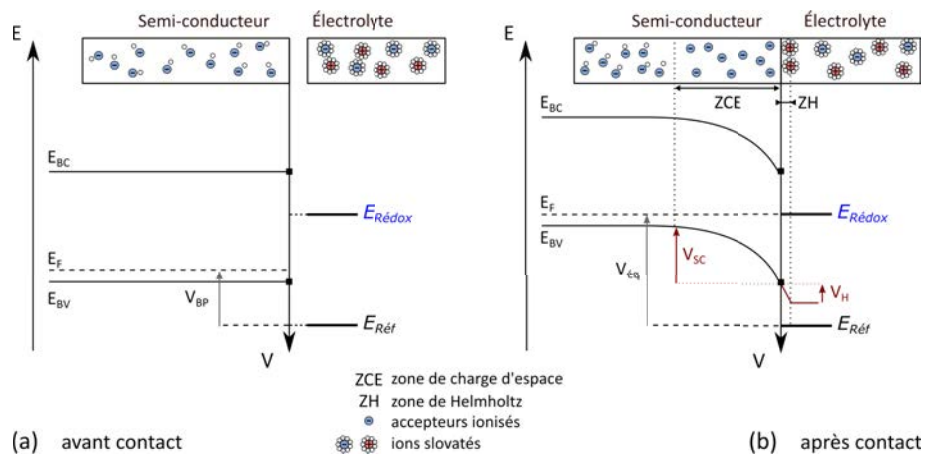 Semi-conducteur
Électrolyte
E
E_BC
E_Rédox
E_F
E_BV
V_BP
E_Réf
V
(a) avant contact
Semi-conducteur
Électrolyte
E
ZCE
ZH
E_BC
E_F
E_Rédox
E_BV
V_SC
V_éq
V_H
E_Réf
V
ZCE zone de charge d'espace
ZH zone de Helmholtz
accepteurs ionisés
ions slovatés
(b) après contact